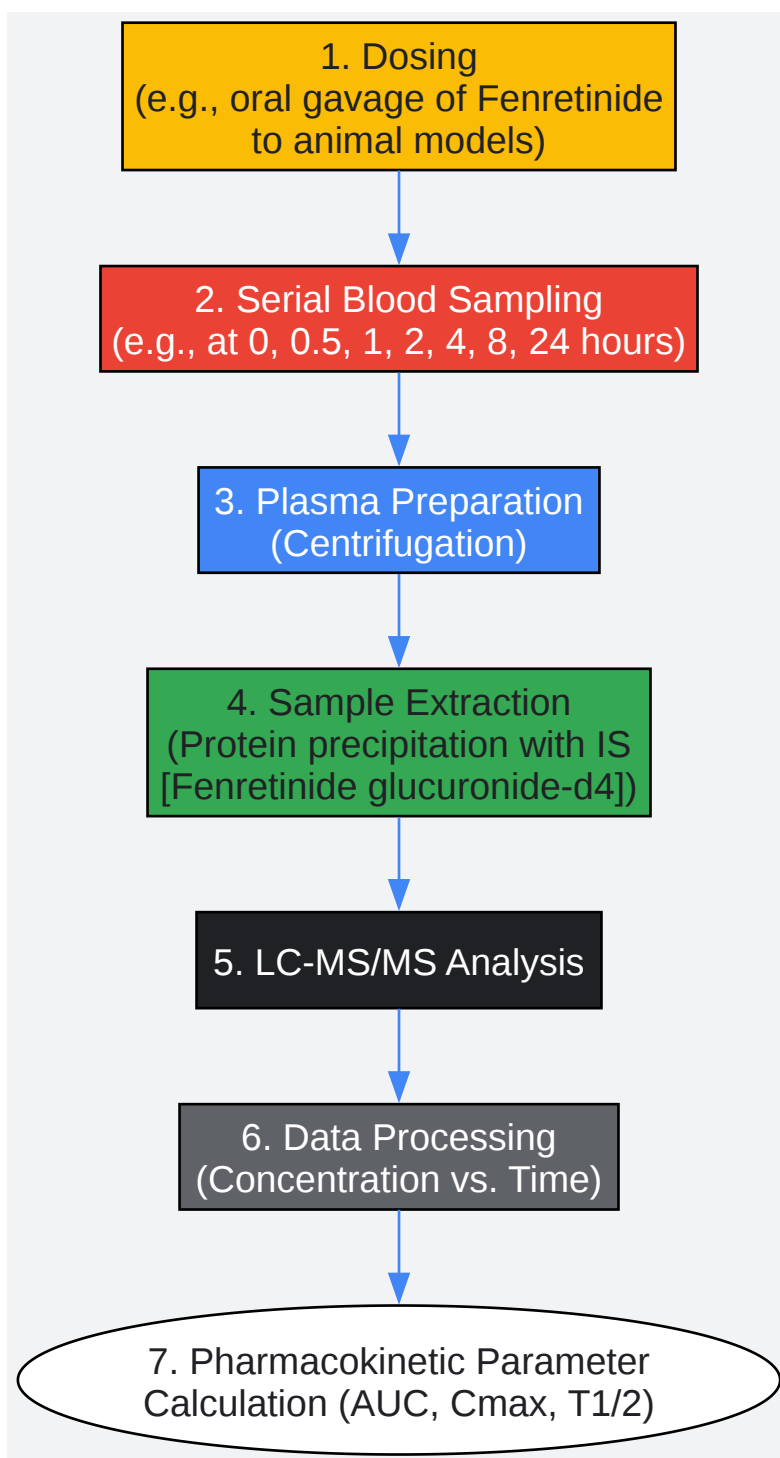 1. Dosing
(e.g., oral gavage of Fenretinide
to animal models)
2. Serial Blood Sampling
(e.g., at 0, 0.5, 1, 2, 4, 8, 24 hours)
3. Plasma Preparation
(Centrifugation)
4. Sample Extraction
(Protein precipitation with IS
[Fenretinide glucuronide-d4])
5. LC-MS/MS Analysis
6. Data Processing
(Concentration vs. Time)
7. Pharmacokinetic Parameter
Calculation (AUC, Cmax, T1/2)